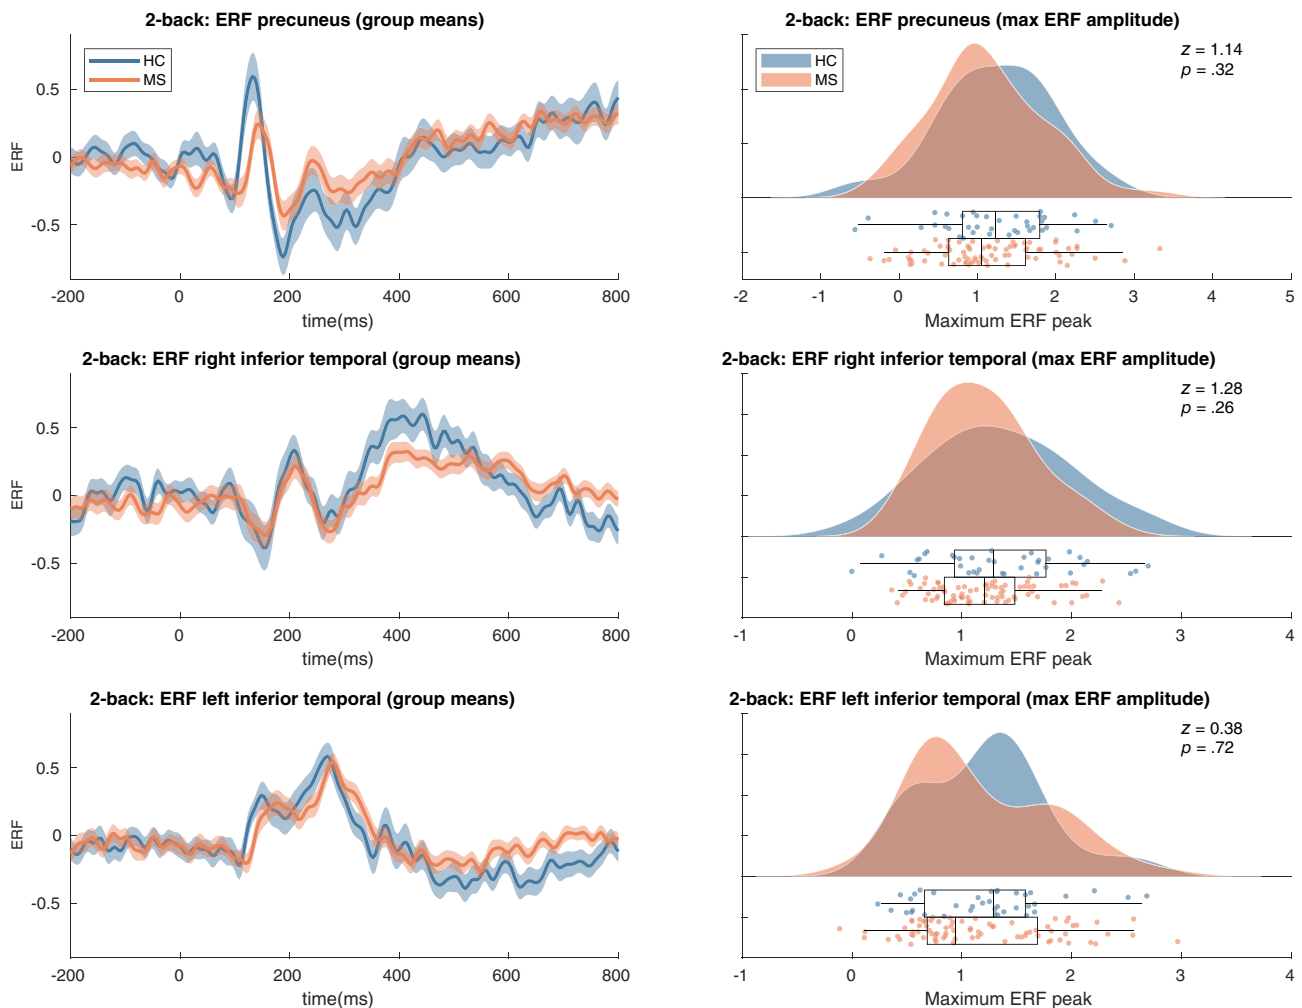 2-back: ERF precuneus (group means)
HC
MS
0.5
0
-0.5
ERF
-200 0 200 400 600 800
time(ms)
2-back: ERF precuneus (max ERF amplitude)
HC
MS
z = 1.14
p = .32
-2 -1 0 1 2 3 4 5
Maximum ERF peak
2-back: ERF right inferior temporal (group means)
0.5
0
-0.5
ERF
-200 0 200 400 600 800
time(ms)
2-back: ERF right inferior temporal (max ERF amplitude)
z = 1.28
p = .26
-1 0 1 2 3 4
Maximum ERF peak
2-back: ERF left inferior temporal (group means)
0.5
0
-0.5
ERF
-200 0 200 400 600 800
time(ms)
2-back: ERF left inferior temporal (max ERF amplitude)
z = 0.38
p = .72
-1 0 1 2 3 4
Maximum ERF peak